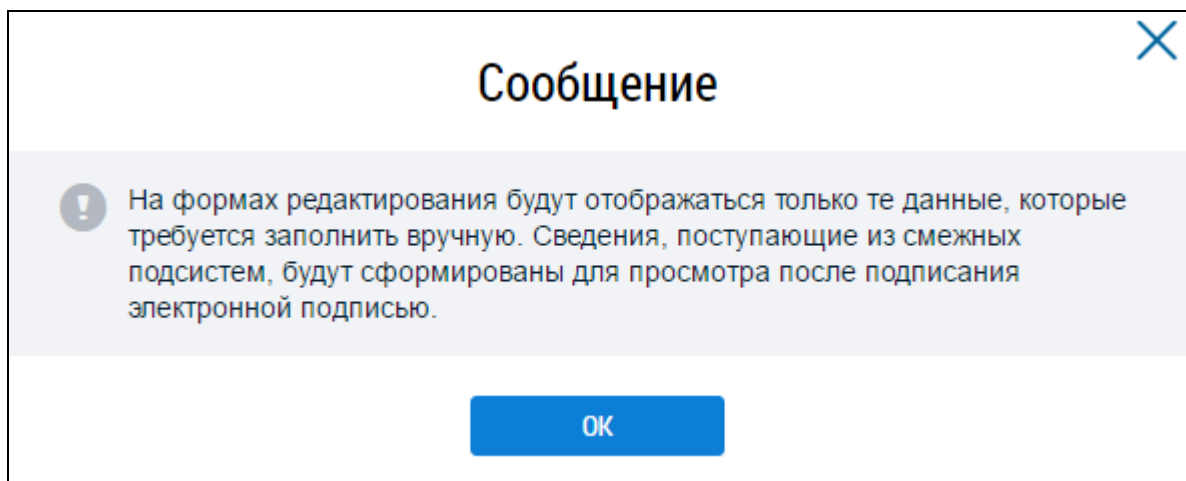 Сообщение
На формах редактирования будут отображаться только те данные, которые
требуется заполнить вручную. Сведения, поступающие из смежных
подсистем, будут сформированы для просмотра после подписания
электронной подписью.
ОК